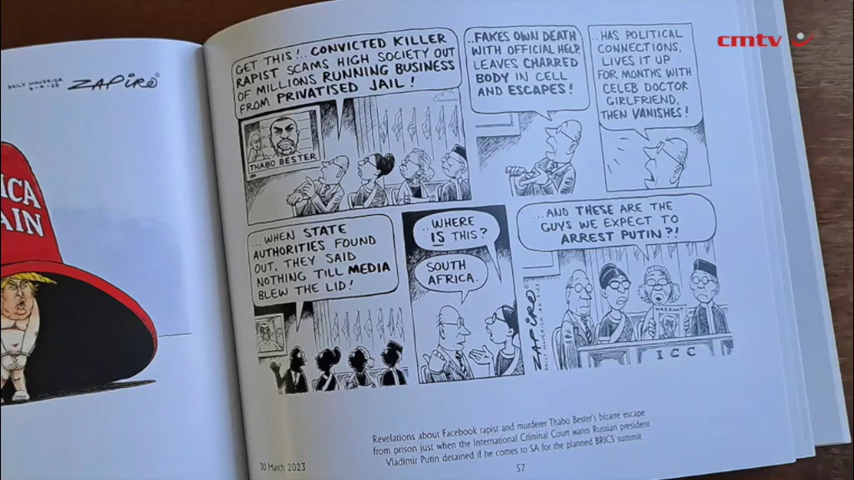 cmtv
DAILY MAVERICK
ZAPIRO
ICA
AIN
GET THIS!.. CONVICTED KILLER
RAPIST SCAMS HIGH SOCIETY OUT
OF MILLIONS RUNNING BUSINESS
FROM PRIVATISED JAIL!
THABO BESTER
..FAKES OWN DEATH
WITH OFFICIAL HELP,
LEAVES CHARRED
BODY IN CELL
AND ESCAPES!
...HAS POLITICAL
CONNECTIONS,
LIVES IT UP
FOR MONTHS WITH
CELEB DOCTOR
GIRLFRIEND,
THEN VANISHES!
...WHEN STATE
AUTHORITIES FOUND
OUT, THEY SAID
NOTHING TILL MEDIA
BLEW THE LID!
..WHERE
IS THIS?
SOUTH
AFRICA.
...AND THESE ARE THE
GUYS WE EXPECT TO
ARREST PUTIN?!
WARRANT
ZAPIRO
ICC
Revelations about Facebook rapist and murderer Thabo Bester's bizarre escape
from prison just when the International Criminal Court wants Russian president
Vladimir Putin detained if he comes to SA for the planned BRICS summit
30 March 2023
57